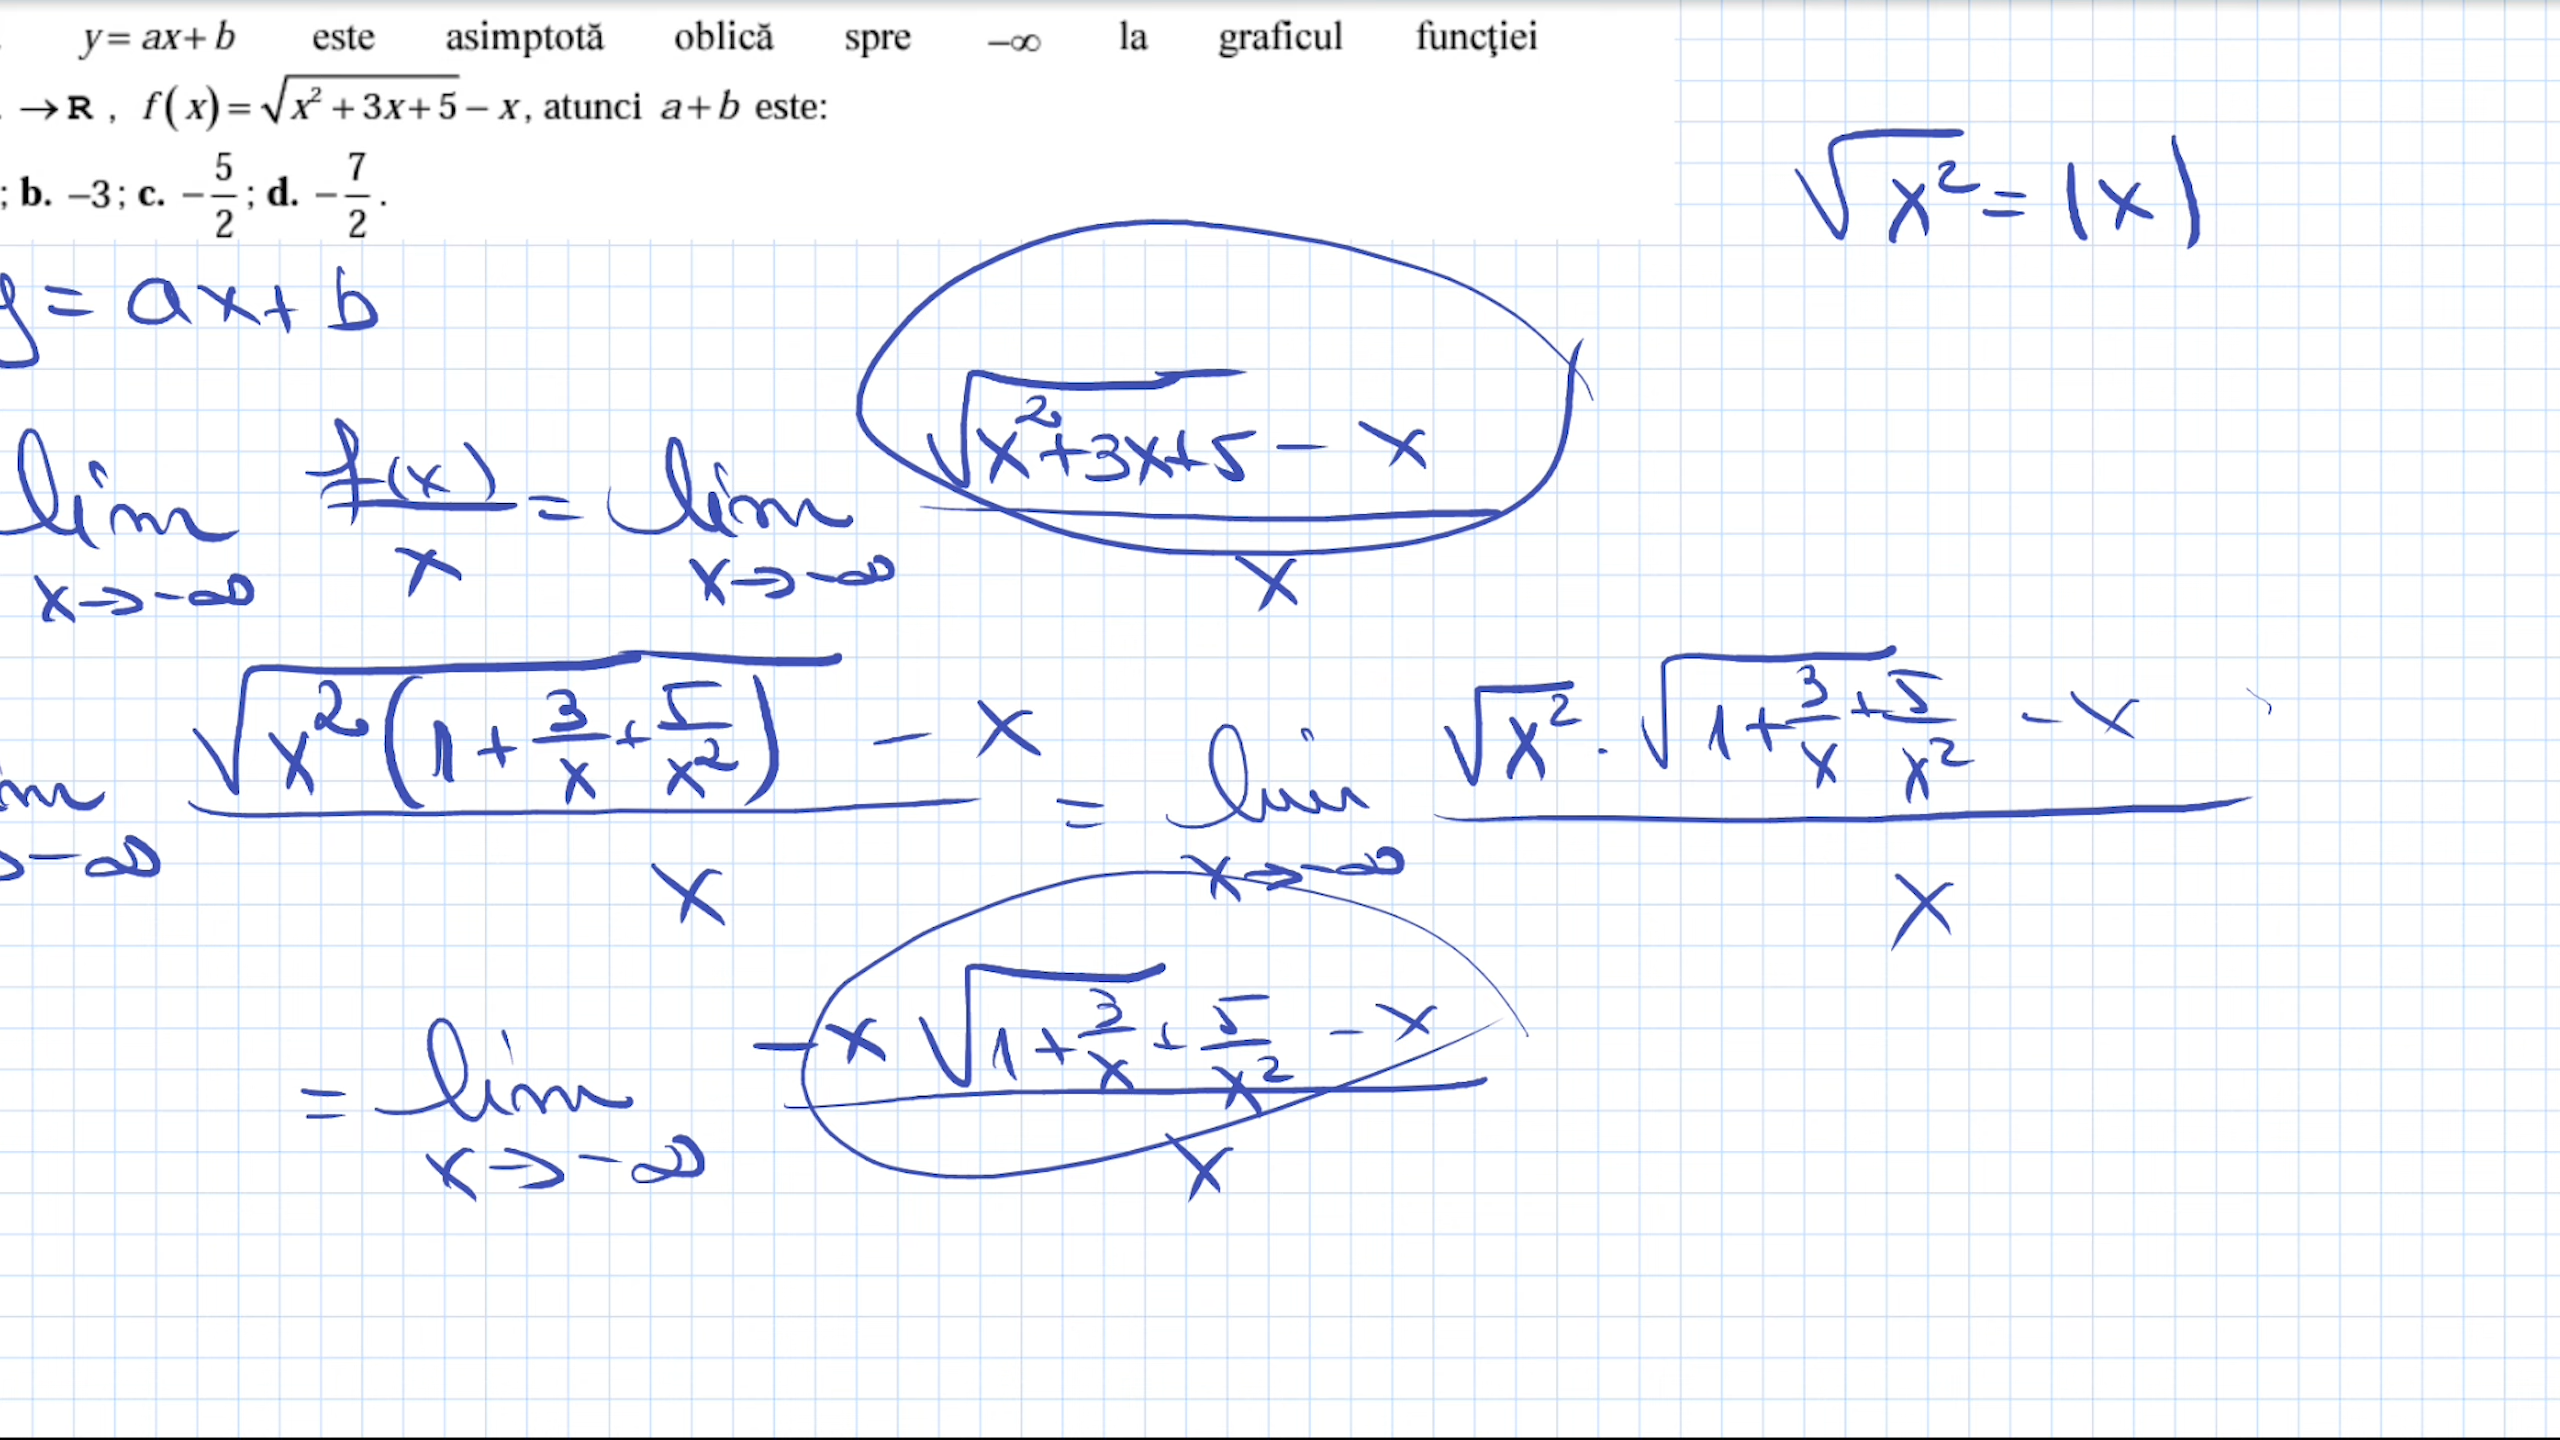 y = ax + b este asimptotă oblică spre −∞ la graficul funcţiei
→ R , f(x) = √(x² + 3x + 5) − x, atunci a + b este:
; b. −3; c. −5/2; d. −7/2.
√x² = |x|
y = ax + b
lim x→−∞ f(x)/x = lim x→−∞ (√(x²+3x+5) − x)/x
m →−∞ (√(x²(1 + 3/x + 5/x²)) − x)/x = lim x→−∞ (√x² · √(1 + 3/x + 5/x²) − x)/x
= lim x→−∞ (−x √(1 + 3/x + 5/x²) − x)/x